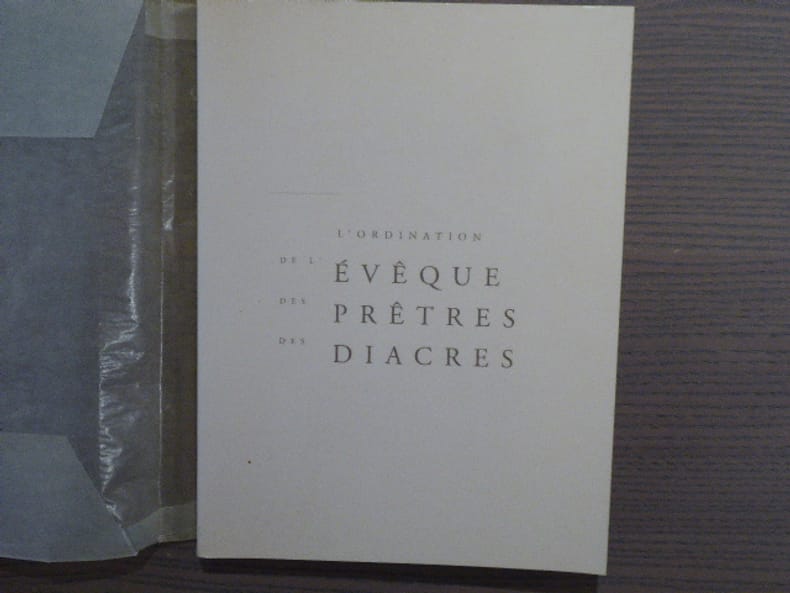 L'ORDINATION
DE L'ÉVÊQUE
DES PRÊTRES
DES DIACRES